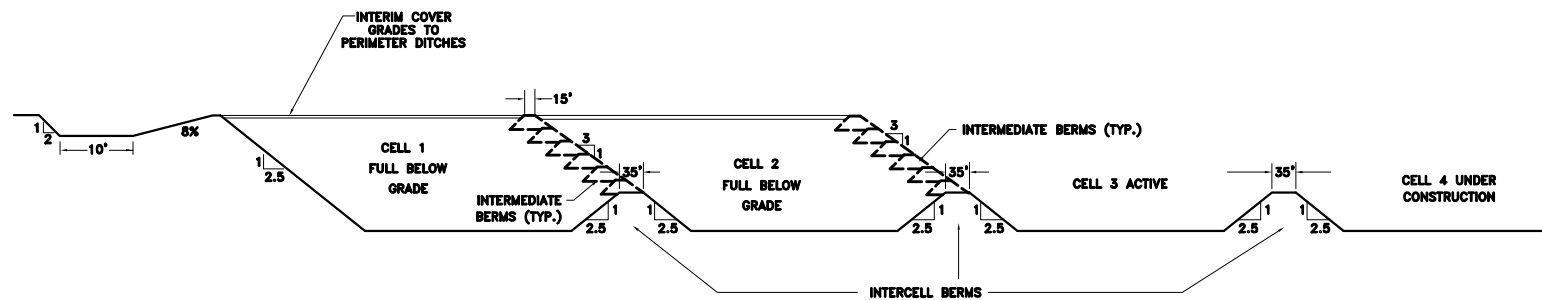 INTERIM COVER
GRADES TO
PERIMETER DITCHES
15'
1
2
10'
8%
1
2.5
CELL 1
FULL BELOW
GRADE
3
1
INTERMEDIATE
BERMS (TYP.)
35'
1
2.5
1
2.5
CELL 2
FULL BELOW
GRADE
3
1
INTERMEDIATE BERMS (TYP.)
35'
1
2.5
1
2.5
CELL 3 ACTIVE
35'
1
2.5
1
2.5
CELL 4 UNDER
CONSTRUCTION
INTERCELL BERMS